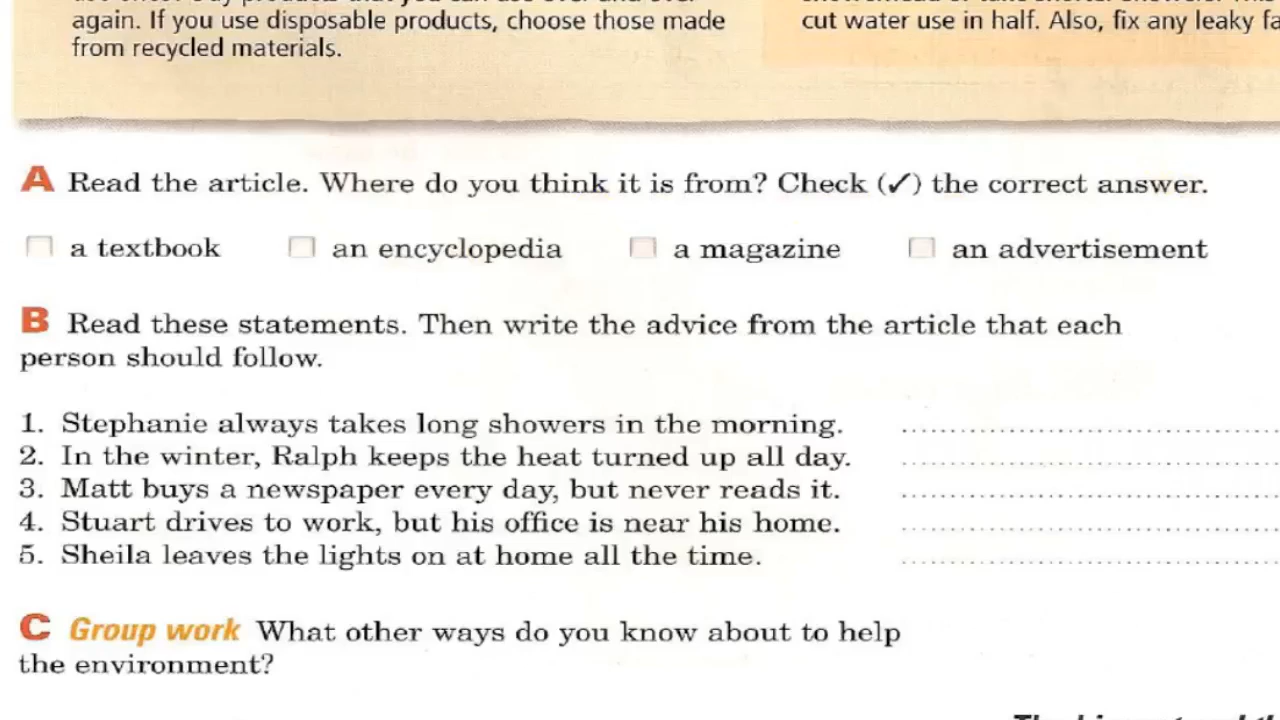 again. If you use disposable products, choose those made
from recycled materials.
cut water use in half. Also, fix any leaky
A Read the article. Where do you think it is from? Check (✓) the correct answer.
a textbook an encyclopedia a magazine an advertisement
B Read these statements. Then write the advice from the article that each
person should follow.
1. Stephanie always takes long showers in the morning.
2. In the winter, Ralph keeps the heat turned up all day.
3. Matt buys a newspaper every day, but never reads it.
4. Stuart drives to work, but his office is near his home.
5. Sheila leaves the lights on at home all the time.
C Group work What other ways do you know about to help
the environment?